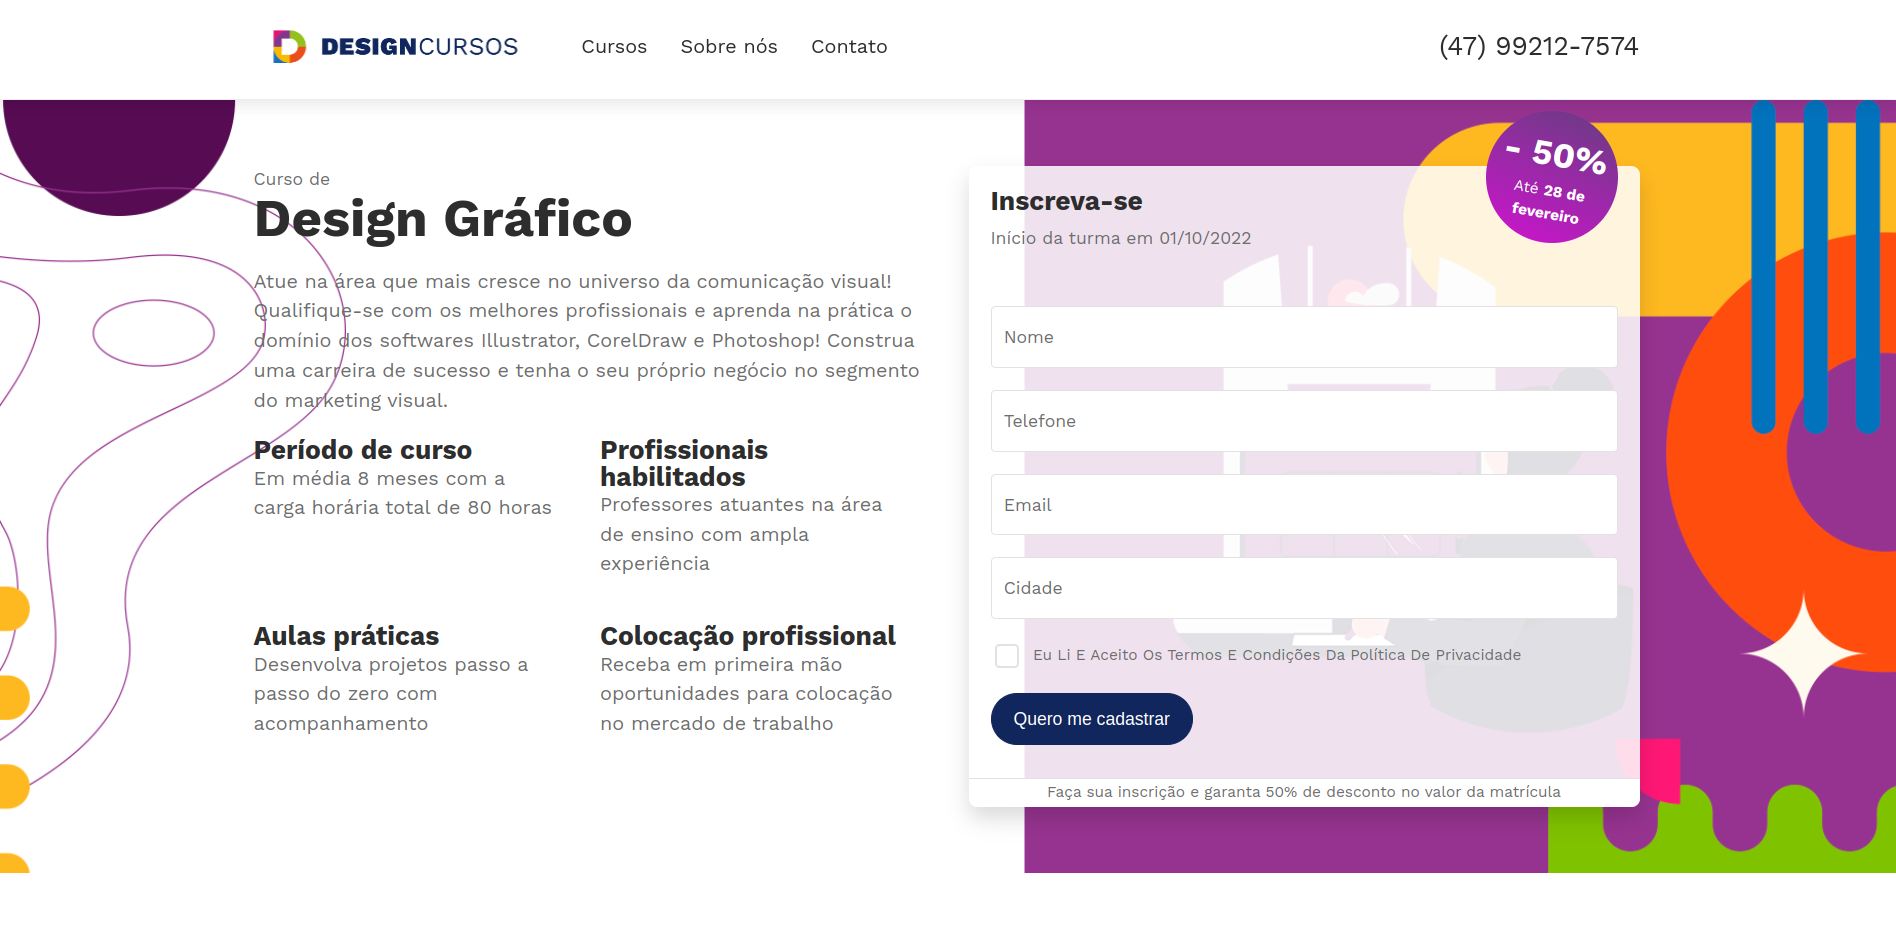 DESIGNCURSOS
Cursos
Sobre nós
Contato
(47) 99212-7574
Curso de
Design Gráfico
Atue na área que mais cresce no universo da comunicação visual!
Qualifique-se com os melhores profissionais e aprenda na prática o
domínio dos softwares Illustrator, CorelDraw e Photoshop! Construa
uma carreira de sucesso e tenha o seu próprio negócio no segmento
do marketing visual.
Período de curso
Em média 8 meses com a
carga horária total de 80 horas
Profissionais
habilitados
Professores atuantes na área
de ensino com ampla
experiência
Aulas práticas
Desenvolva projetos passo a
passo do zero com
acompanhamento
Colocação profissional
Receba em primeira mão
oportunidades para colocação
no mercado de trabalho
- 50%
Até 28 de
fevereiro
Inscreva-se
Início da turma em 01/10/2022
Nome
Telefone
Email
Cidade
Eu Li E Aceito Os Termos E Condições Da Política De Privacidade
Quero me cadastrar
Faça sua inscrição e garanta 50% de desconto no valor da matrícula